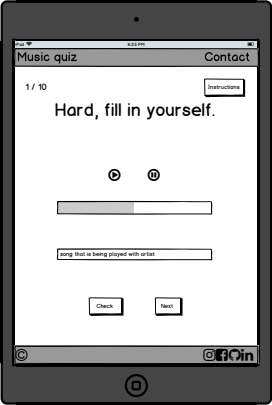 iPad 8:25 PM
Music quiz Contact
1 / 10 Instructions
Hard, fill in yourself.
song that is being played with artist
Check Next
©